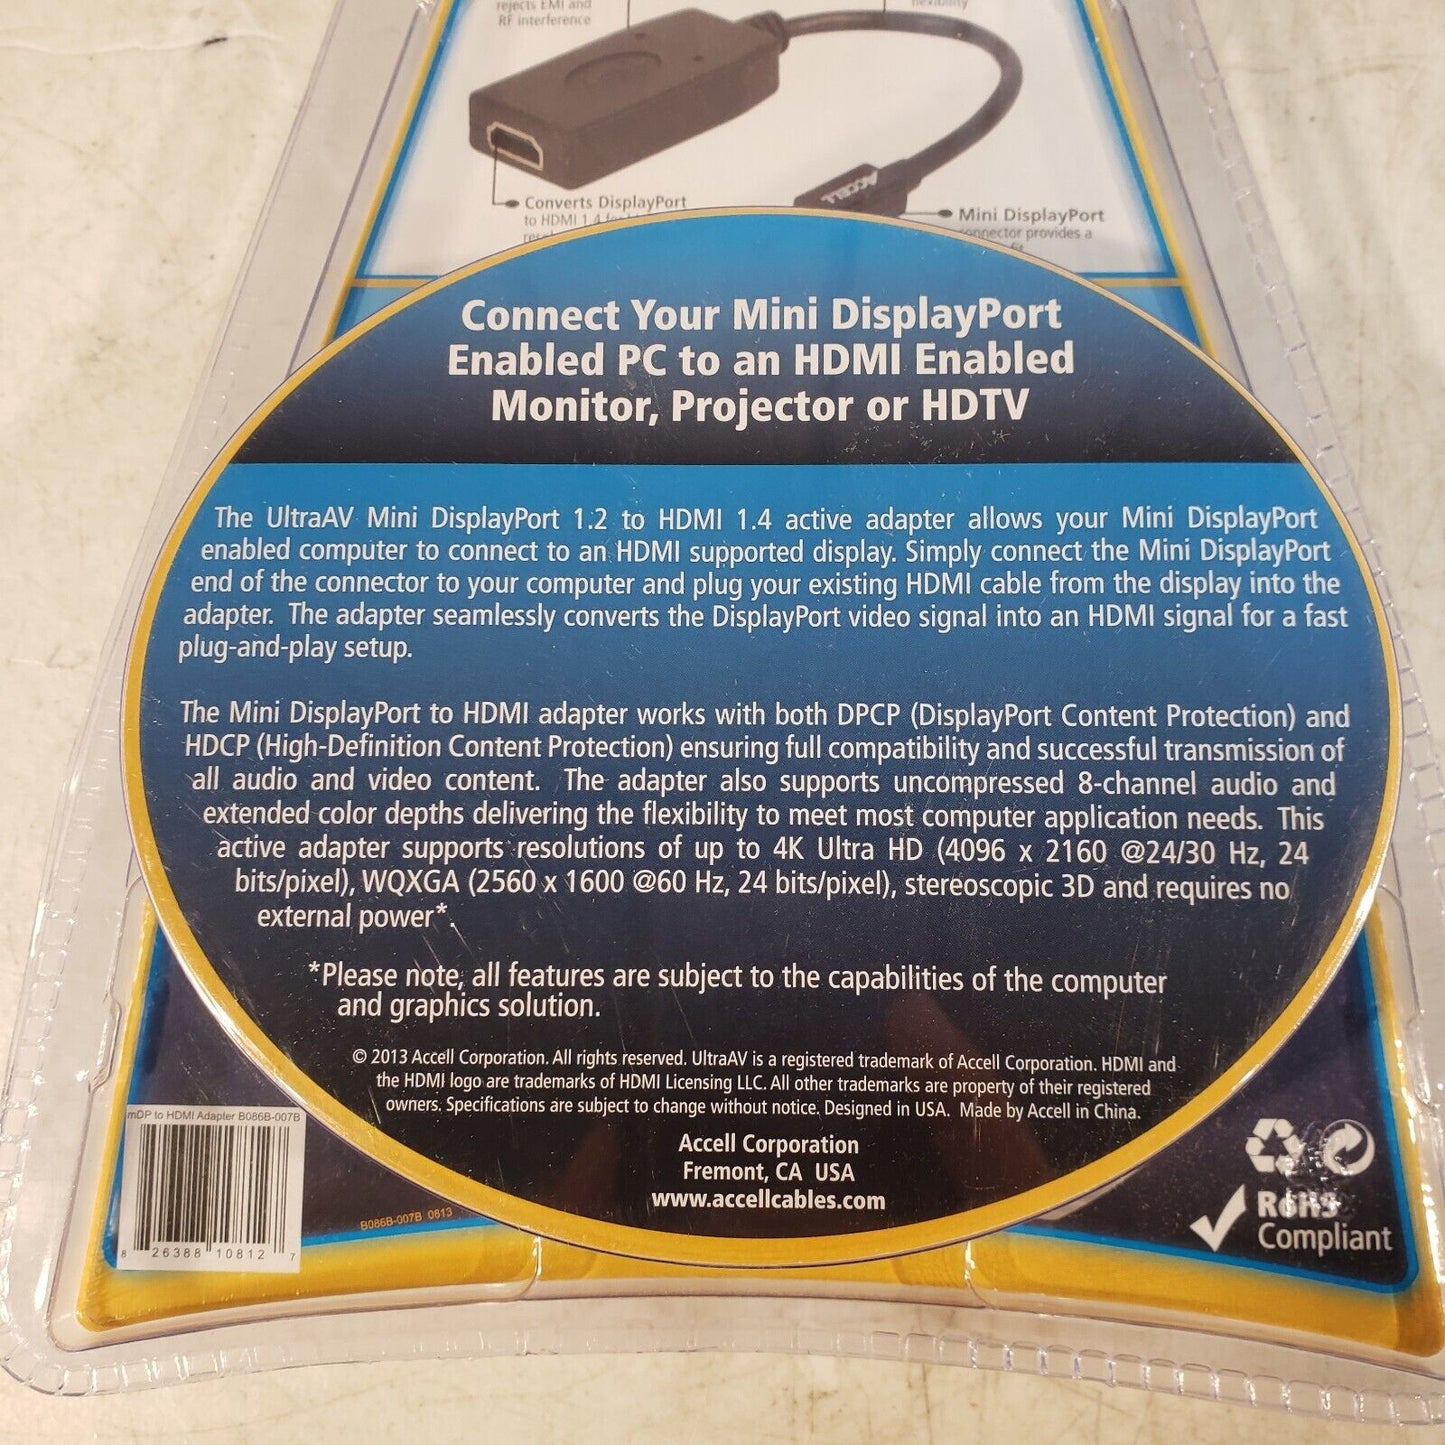 rejects EMI and
RF interference
flexibility
ACCELL
Converts DisplayPort
to HDMI 1.4 for
Mini DisplayPort
connector provides a
fit
Connect Your Mini DisplayPort
Enabled PC to an HDMI Enabled
Monitor, Projector or HDTV
The UltraAV Mini DisplayPort 1.2 to HDMI 1.4 active adapter allows your Mini DisplayPort
enabled computer to connect to an HDMI supported display. Simply connect the Mini DisplayPort
end of the connector to your computer and plug your existing HDMI cable from the display into the
adapter. The adapter seamlessly converts the DisplayPort video signal into an HDMI signal for a fast
plug-and-play setup.
The Mini DisplayPort to HDMI adapter works with both DPCP (DisplayPort Content Protection) and
HDCP (High-Definition Content Protection) ensuring full compatibility and successful transmission of
all audio and video content. The adapter also supports uncompressed 8-channel audio and
extended color depths delivering the flexibility to meet most computer application needs. This
active adapter supports resolutions of up to 4K Ultra HD (4096 x 2160 @24/30 Hz, 24
bits/pixel), WQXGA (2560 x 1600 @60 Hz, 24 bits/pixel), stereoscopic 3D and requires no
external power*.
*Please note, all features are subject to the capabilities of the computer
and graphics solution.
© 2013 Accell Corporation. All rights reserved. UltraAV is a registered trademark of Accell Corporation. HDMI and
the HDMI logo are trademarks of HDMI Licensing LLC. All other trademarks are property of their registered
owners. Specifications are subject to change without notice. Designed in USA. Made by Accell in China.
Accell Corporation
Fremont, CA USA
www.accellcables.com
mDP to HDMI Adapter B086B-007B
8 26388 10812 7
B086B-007B 0813
RoHS
Compliant